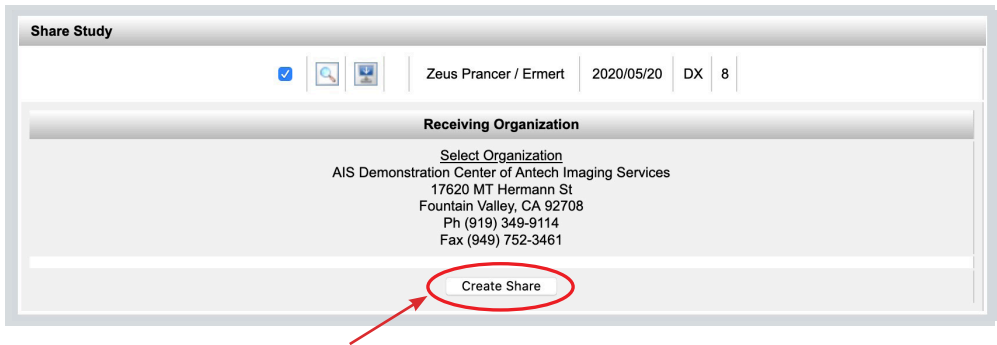 Share Study
Zeus Prancer / Ermert 2020/05/20 DX 8
Receiving Organization
Select Organization
AIS Demonstration Center of Antech Imaging Services
17620 MT Hermann St
Fountain Valley, CA 92708
Ph (919) 349-9114
Fax (949) 752-3461
Create Share